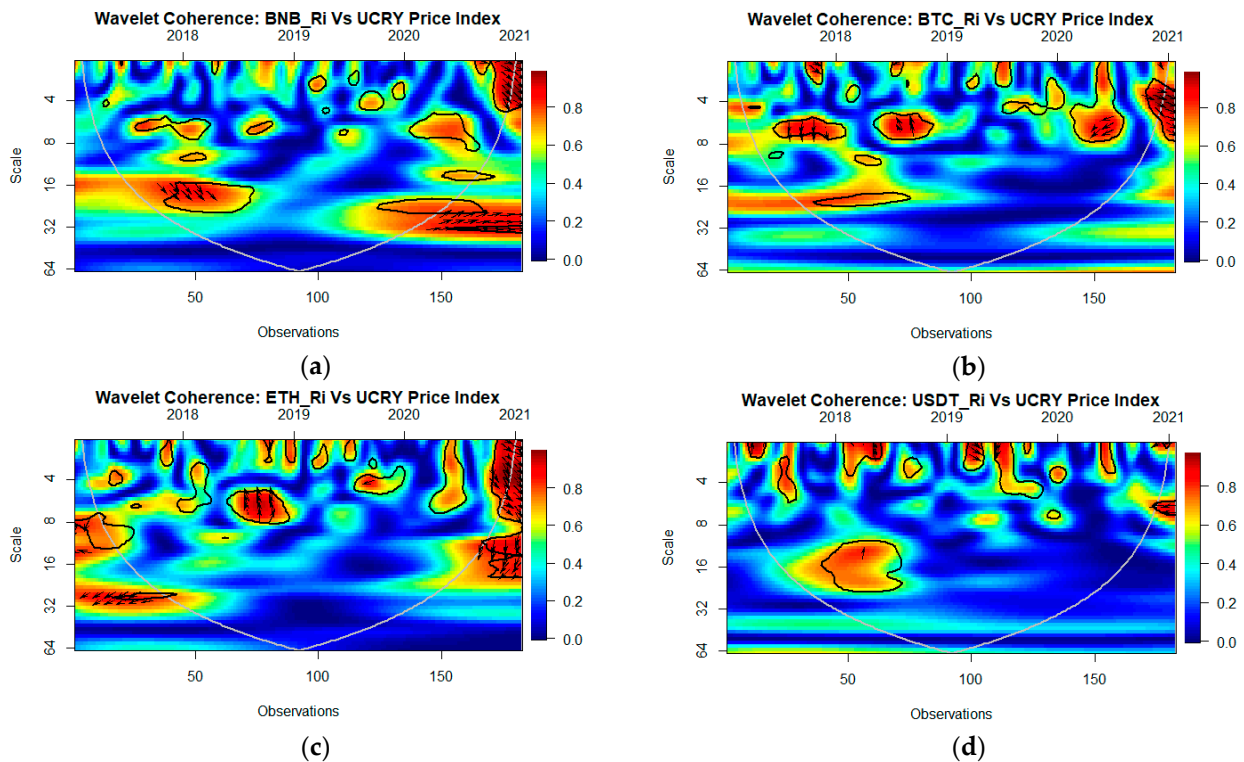 Wavelet Coherence: BNB_Ri Vs UCRY Price Index
2018 2019 2020 2021
Scale
4
8
16
32
64
0.8
0.6
0.4
0.2
0.0
50 100 150
Observations
(a)
Wavelet Coherence: BTC_Ri Vs UCRY Price Index
2018 2019 2020 2021
Scale
4
8
16
32
64
0.8
0.6
0.4
0.2
0.0
50 100 150
Observations
(b)
Wavelet Coherence: ETH_Ri Vs UCRY Price Index
2018 2019 2020 2021
Scale
4
8
16
32
64
0.8
0.6
0.4
0.2
0.0
50 100 150
Observations
(c)
Wavelet Coherence: USDT_Ri Vs UCRY Price Index
2018 2019 2020 2021
Scale
4
8
16
32
64
0.8
0.6
0.4
0.2
0.0
50 100 150
Observations
(d)